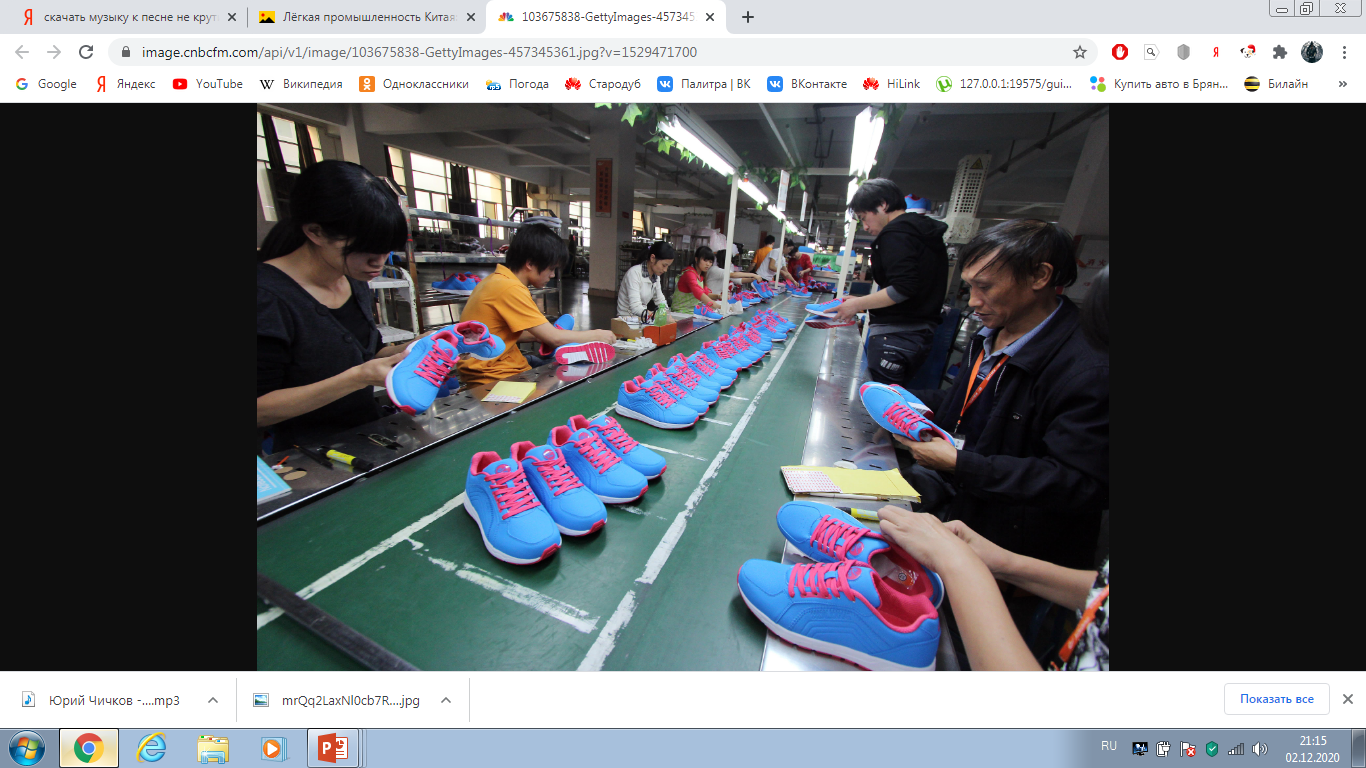 скачать музыку к песне не крут
Лёгкая промышленность Китая
103675838-GettyImages-457345
image.cnbcfm.com/api/v1/image/103675838-GettyImages-457345361.jpg?v=1529471700
Google Яндекс YouTube Википедия Одноклассники Погода Стародуб Палитра | ВК ВКонтакте HiLink 127.0.0.1:19575/gui... Купить авто в Брян... Билайн »
Юрий Чичков -....mp3
mrQq2LaxNl0cb7R....jpg
Показать все
RU
21:15
02.12.2020